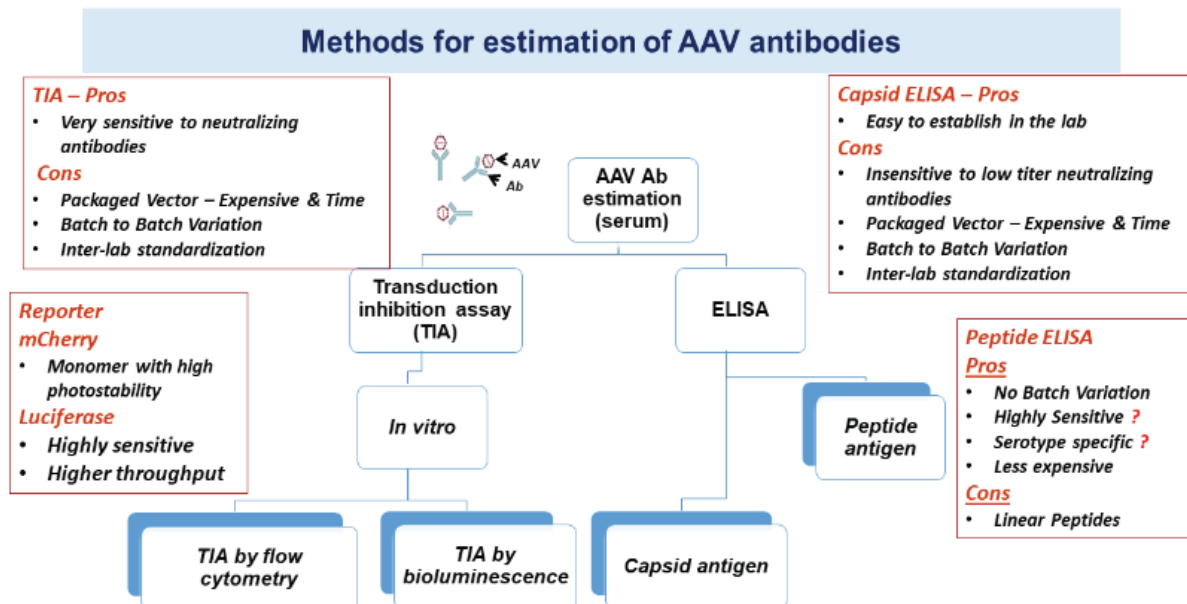 Methods for estimation of AAV antibodies
TIA – Pros
• Very sensitive to neutralizing
antibodies
Cons
• Packaged Vector – Expensive & Time
• Batch to Batch Variation
• Inter-lab standardization
AAV
Ab
Capsid ELISA – Pros
• Easy to establish in the lab
Cons
• Insensitive to low titer neutralizing
antibodies
• Packaged Vector – Expensive & Time
• Batch to Batch Variation
• Inter-lab standardization
AAV Ab
estimation
(serum)
Transduction
inhibition assay
(TIA)
ELISA
Reporter
mCherry
• Monomer with high
photostability
Luciferase
• Highly sensitive
• Higher throughput
In vitro
Peptide
antigen
Peptide ELISA
Pros
• No Batch Variation
• Highly Sensitive ?
• Serotype specific ?
• Less expensive
Cons
• Linear Peptides
TIA by flow
cytometry
TIA by
bioluminescence
Capsid antigen